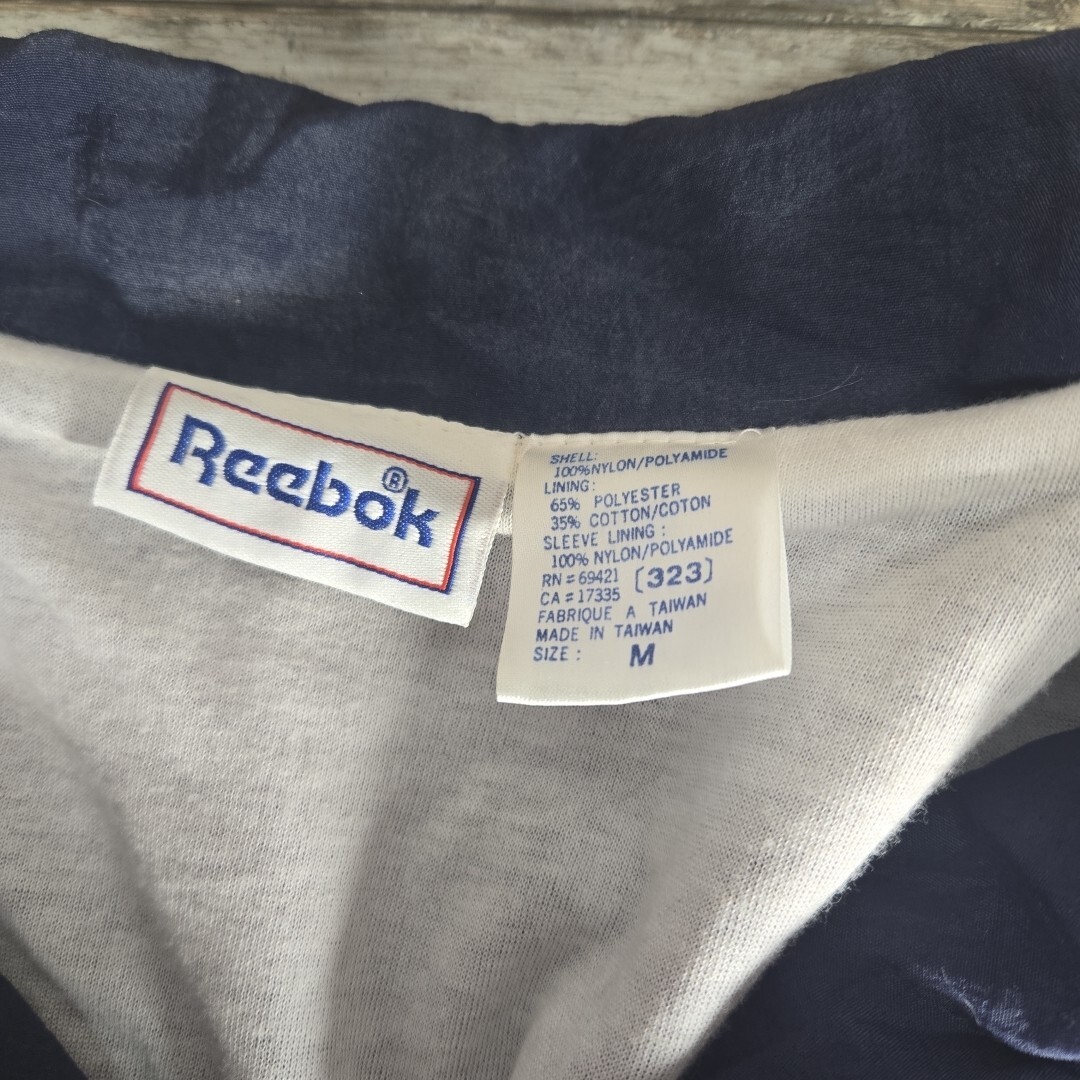 Reebok®
SHELL:
100%NYLON/POLYAMIDE
LINING:
65% POLYESTER
35% COTTON/COTON
SLEEVE LINING :
100% NYLON/POLYAMIDE
RN=69421 [323]
CA=17335
FABRIQUE A TAIWAN
MADE IN TAIWAN
SIZE : M